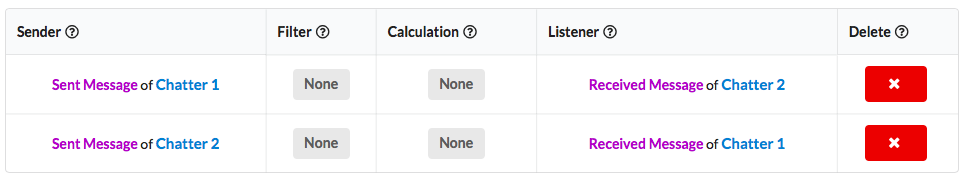 Sender ? Filter ? Calculation ? Listener ? Delete ?
Sent Message of Chatter 1 None None Received Message of Chatter 2
Sent Message of Chatter 2 None None Received Message of Chatter 1